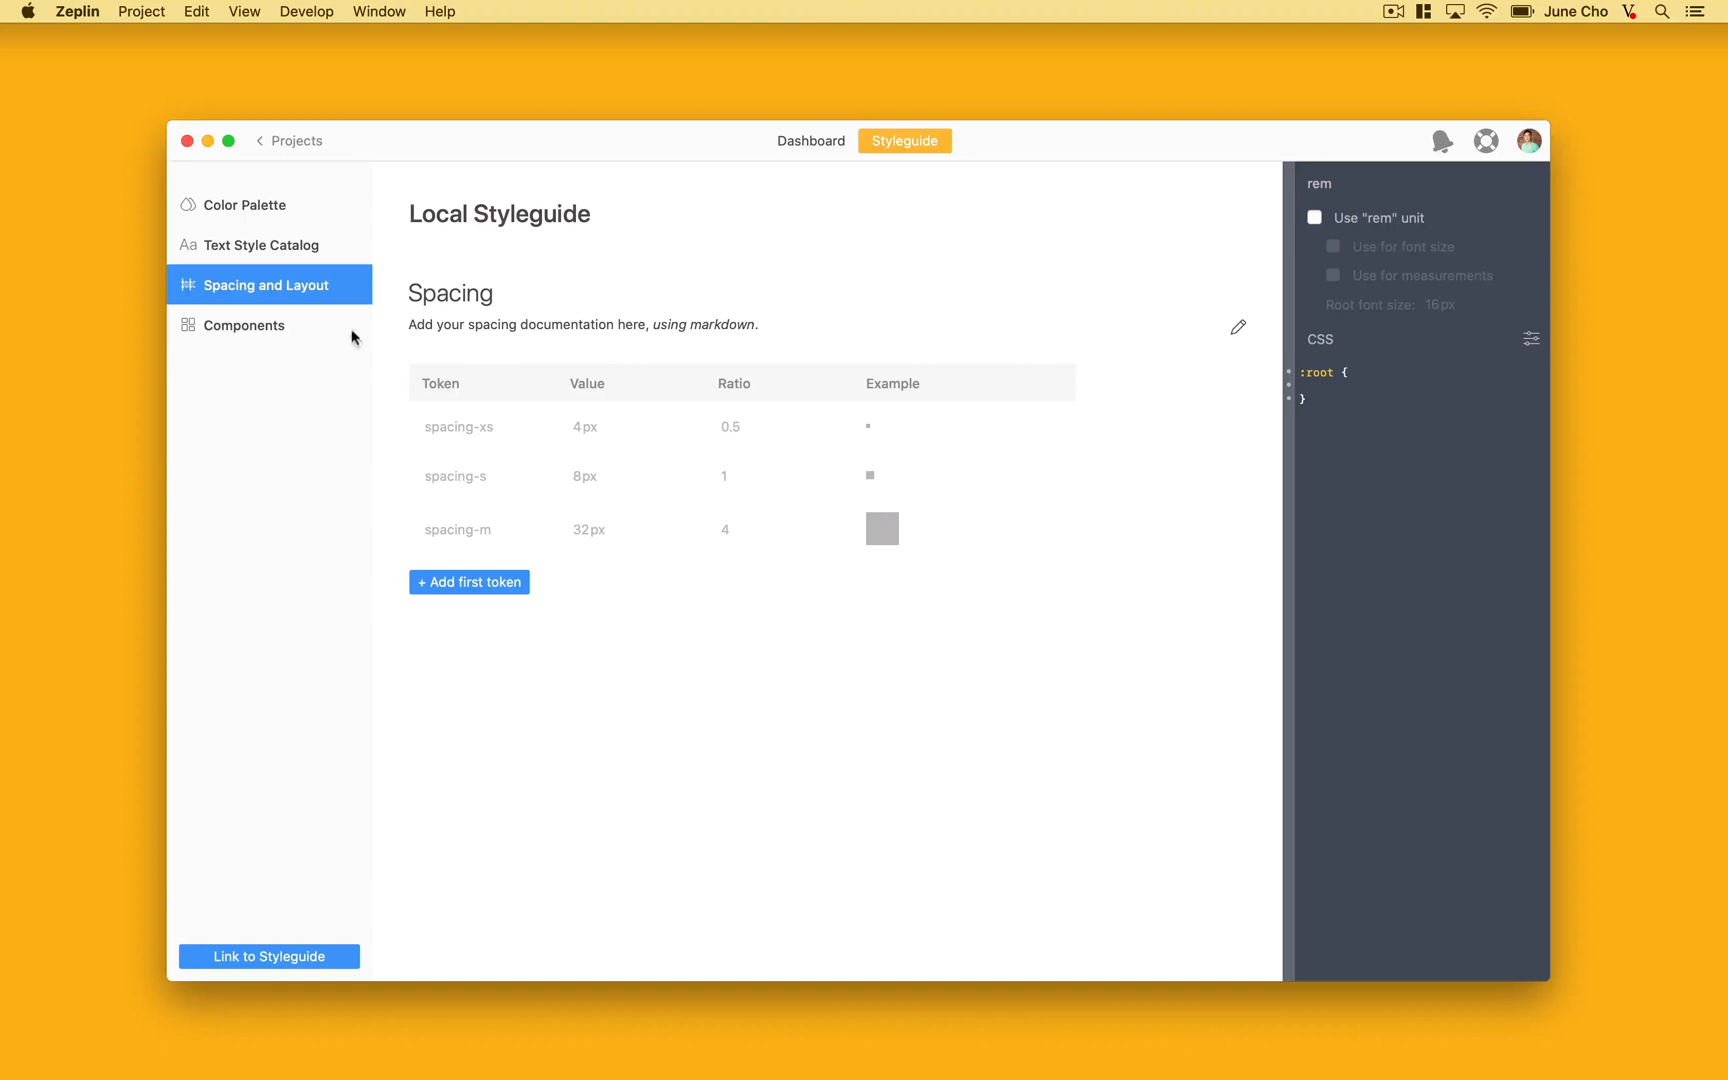 Zeplin Project Edit View Develop Window Help June Cho
Projects Dashboard Styleguide
Color Palette
Aa Text Style Catalog
Spacing and Layout
Components
Link to Styleguide
Local Styleguide
Spacing
Add your spacing documentation here, using markdown.
Token Value Ratio Example
spacing-xs 4px 0.5
spacing-s 8px 1
spacing-m 32px 4
+ Add first token
rem
Use "rem" unit
Use for font size
Use for measurements
Root font size: 16px
CSS
:root {
}